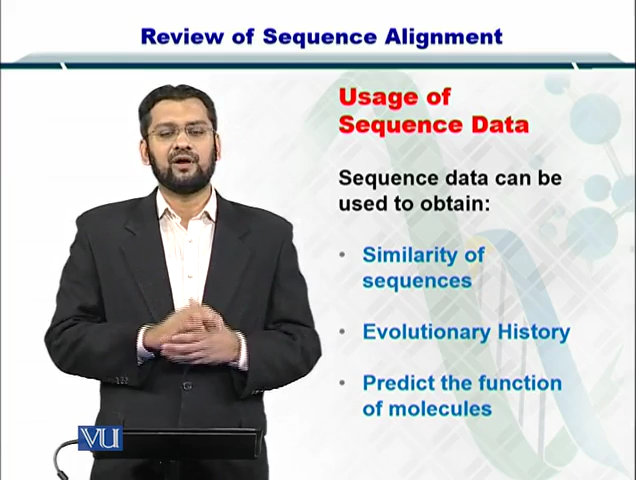 Review of Sequence Alignment
Usage of
Sequence Data
Sequence data can be
used to obtain:
• Similarity of
sequences
• Evolutionary History
• Predict the function
of molecules
VU